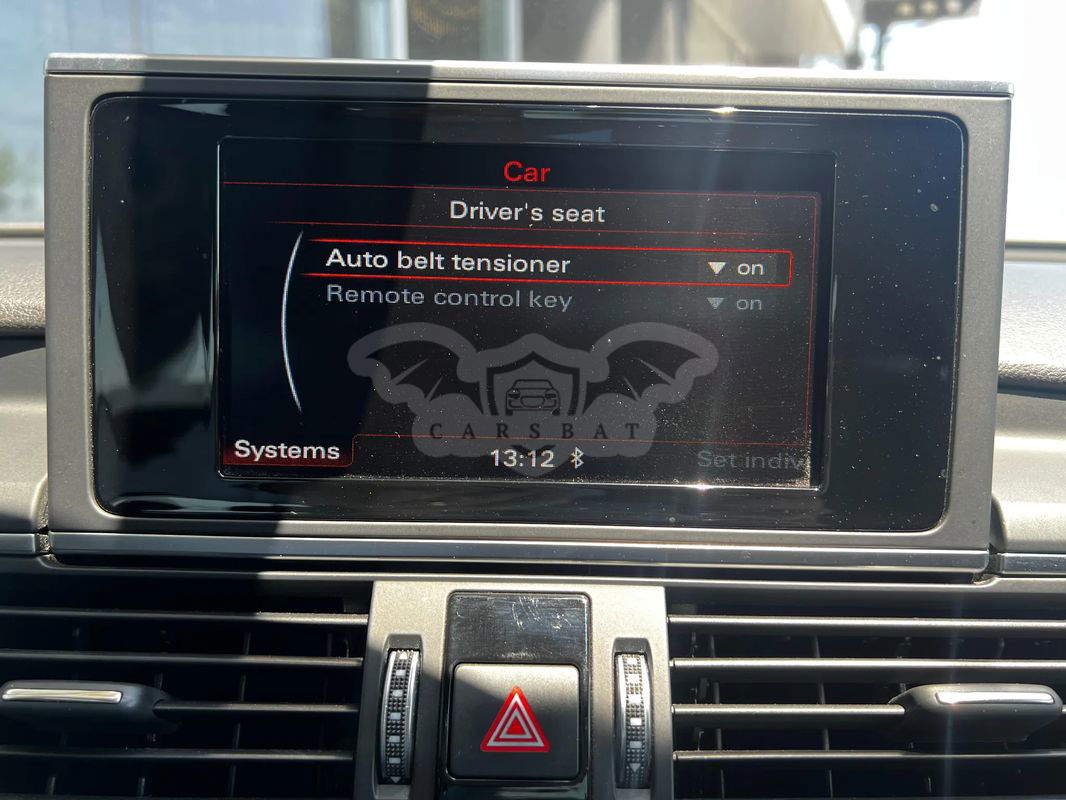 Car
Driver's seat
Auto belt tensioner on
Remote control key on
CARSBAT
Systems 13:12 Set indiv